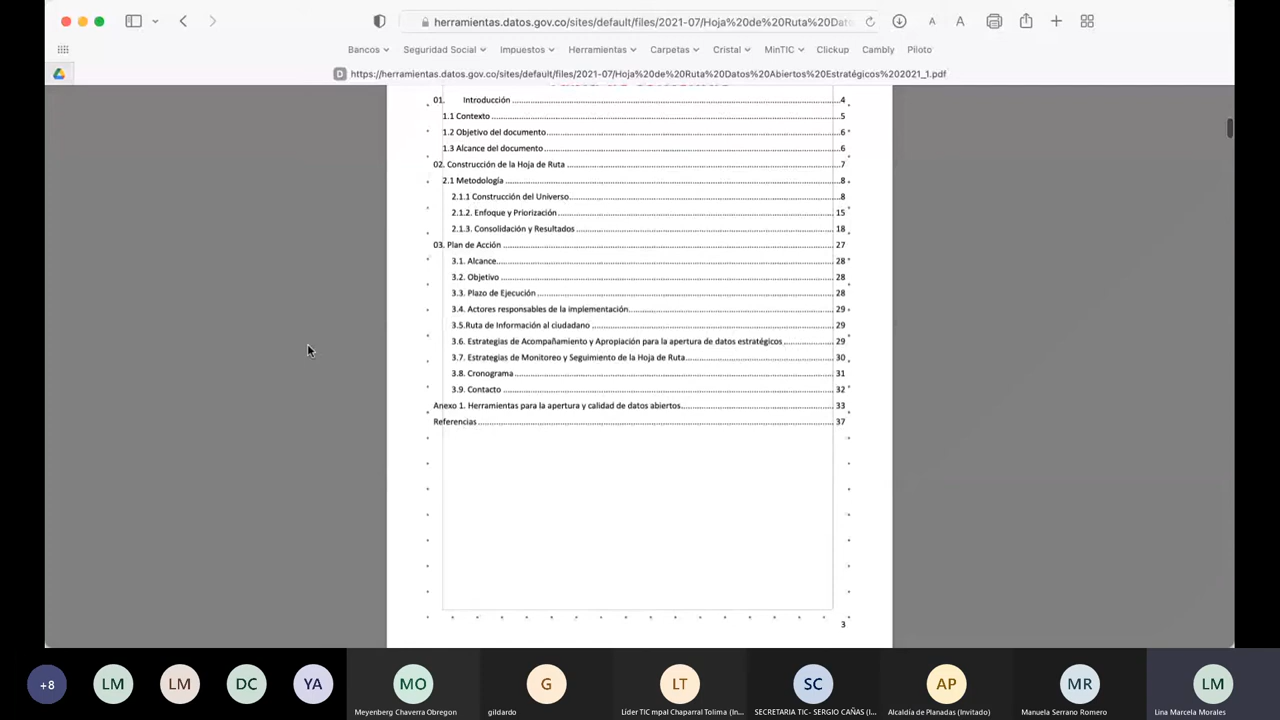 herramientas.datos.gov.co/sites/default/files/2021-07/Hoja%20de%20Ruta%20Dat
A A
Bancos Seguridad Social Impuestos Herramientas Carpetas Cristal MinTIC Clickup Cambly Piloto
D https://herramientas.datos.gov.co/sites/default/files/2021-07/Hoja%20de%20Ruta%20Datos%20Abiertos%20Estratégicos%202021_1.pdf
01. Introducción 4
1.1 Contexto 5
1.2 Objetivo del documento 6
1.3 Alcance del documento 6
02. Construcción de la Hoja de Ruta 7
2.1 Metodología 8
2.1.1 Construcción del Universo 8
2.1.2. Enfoque y Priorización 15
2.1.3. Consolidación y Resultados 18
03. Plan de Acción 27
3.1. Alcance 28
3.2. Objetivo 28
3.3. Plazo de Ejecución 28
3.4. Actores responsables de la implementación 29
3.5.Ruta de Información al ciudadano 29
3.6. Estrategias de Acompañamiento y Apropiación para la apertura de datos estratégicos 29
3.7. Estrategias de Monitoreo y Seguimiento de la Hoja de Ruta 30
3.8. Cronograma 31
3.9. Contacto 32
Anexo 1. Herramientas para la apertura y calidad de datos abiertos 33
Referencias 37
3
+8 LM LM DC YA MO G LT SC AP MR LM
Meyenberg Chaverra Obregon gildardo Lider TIC mpal Chaparral Tolima (In... SECRETARIA TIC- SERGIO CAÑAS (I... Alcaldía de Planadas (Invitado) Manuela Serrano Romero Lina Marcela Morales